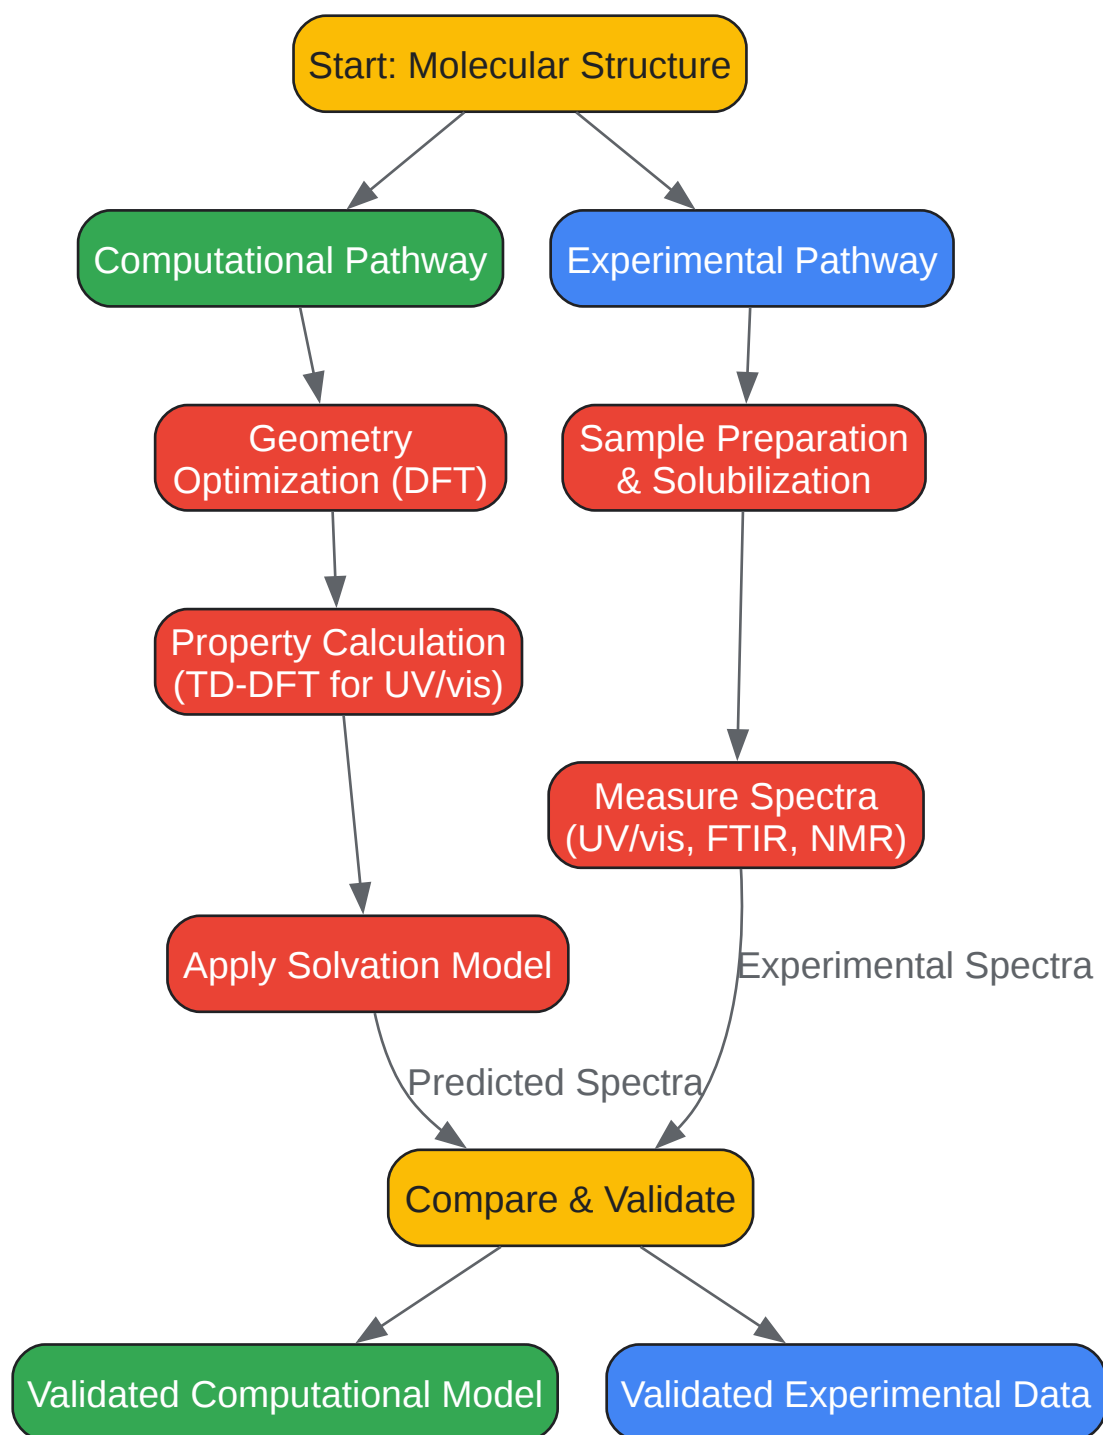 Start: Molecular Structure
Computational Pathway
Experimental Pathway
Geometry
Optimization (DFT)
Sample Preparation
& Solubilization
Property Calculation
(TD-DFT for UV/vis)
Measure Spectra
(UV/vis, FTIR, NMR)
Apply Solvation Model
Experimental Spectra
Predicted Spectra
Compare & Validate
Validated Computational Model
Validated Experimental Data